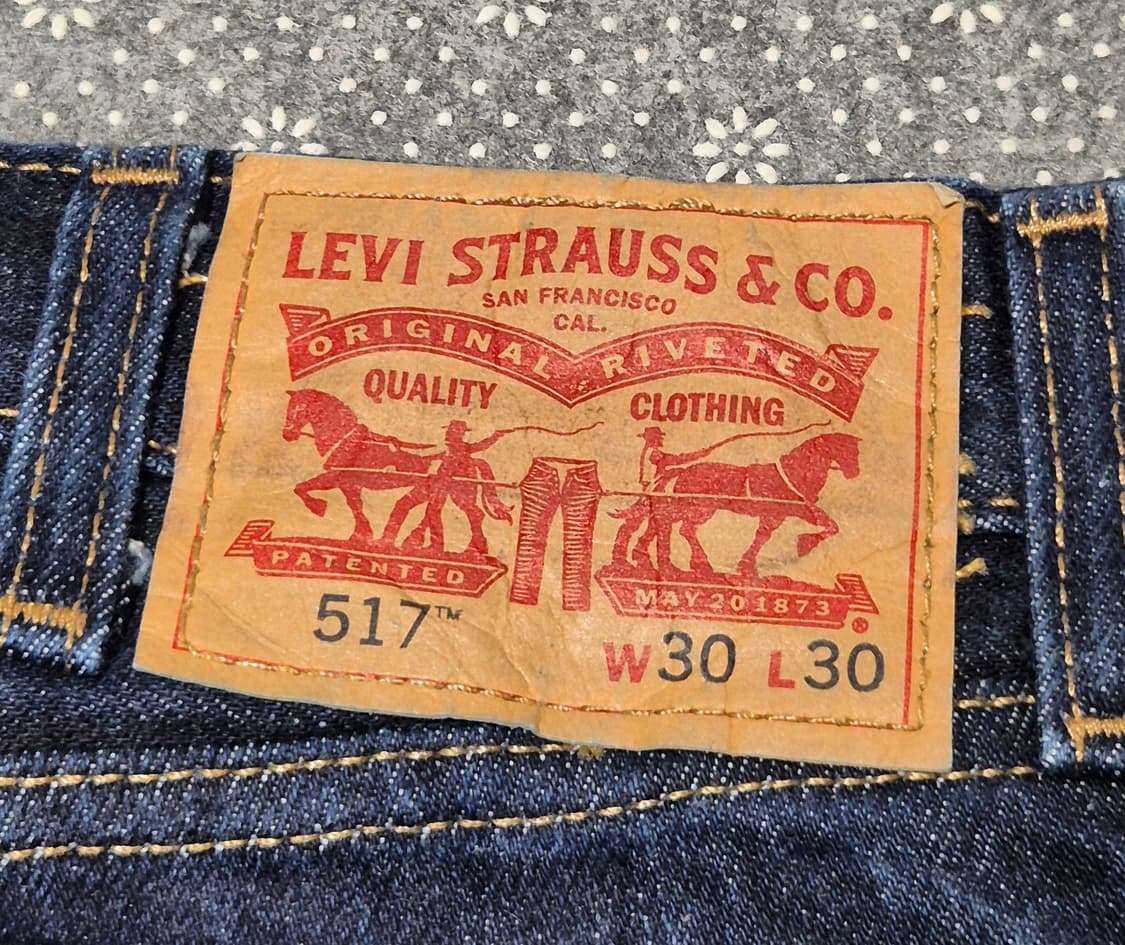 LEVI STRAUSS & CO.
SAN FRANCISCO
CAL.
ORIGINAL RIVETED
QUALITY CLOTHING
PATENTED
MAY 20 1873
®
517™
W30 L30